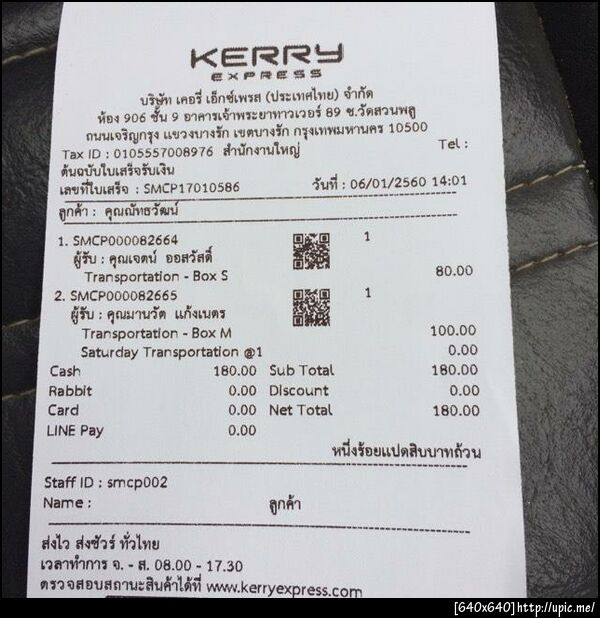 KERRY
EXPRESS
บริษัท เคอรี่ เอ็กซ์เพรส (ประเทศไทย) จำกัด
ห้อง 906 ชั้น 9 อาคารเจ้าพระยาทาวเวอร์ 89 ซ.วัดสวนพลู
ถนนเจริญกรุง แขวงบางรัก เขตบางรัก กรุงเทพมหานคร 10500
Tax ID : 0105557008976 สำนักงานใหญ่ Tel :
ต้นฉบับใบเสร็จรับเงิน
เลขที่ใบเสร็จ : SMCP17010586 วันที่ : 06/01/2560 14:01
ลูกค้า : คุณณัทธวัฒน์
1. SMCP000082664 1
ผู้รับ : คุณเจตน์ ออสวัสดิ์
Transportation - Box S 80.00
2. SMCP000082665 1
ผู้รับ : คุณมานวัต แก้งเนตร
Transportation - Box M 100.00
Saturday Transportation @1 0.00
Cash 180.00 Sub Total 180.00
Rabbit 0.00 Discount 0.00
Card 0.00 Net Total 180.00
LINE Pay 0.00
หนึ่งร้อยแปดสิบบาทถ้วน
Staff ID : smcp002
Name : ลูกค้า
ส่งไว ส่งชัวร์ ทั่วไทย
เวลาทำการ จ. - ส. 08.00 - 17.30
ตรวจสอบสถานะสินค้าได้ที่ www.kerryexpress.com
[640x640]http://upic.me/